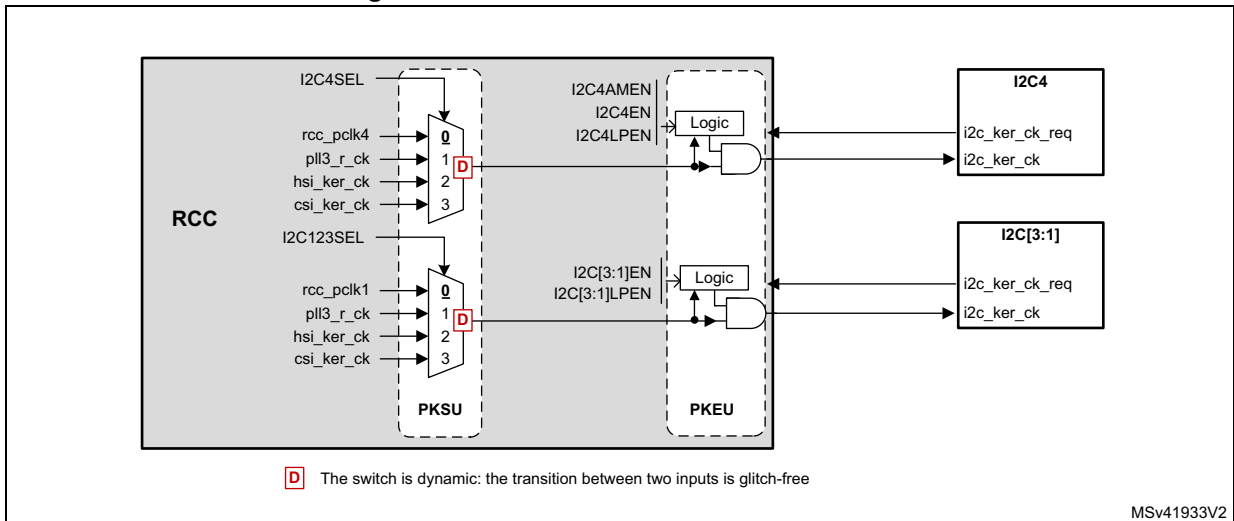 I2C4SEL
rcc_pclk4
pll3_r_ck
hsi_ker_ck
csi_ker_ck
0
1
2
3
D
RCC
I2C123SEL
rcc_pclk1
pll3_r_ck
hsi_ker_ck
csi_ker_ck
0
1
2
3
D
PKSU
I2C4AMEN
I2C4EN
I2C4LPEN
Logic
I2C[3:1]EN
I2C[3:1]LPEN
Logic
PKEU
I2C4
i2c_ker_ck_req
i2c_ker_ck
I2C[3:1]
i2c_ker_ck_req
i2c_ker_ck
D The switch is dynamic: the transition between two inputs is glitch-free
MSv41933V2